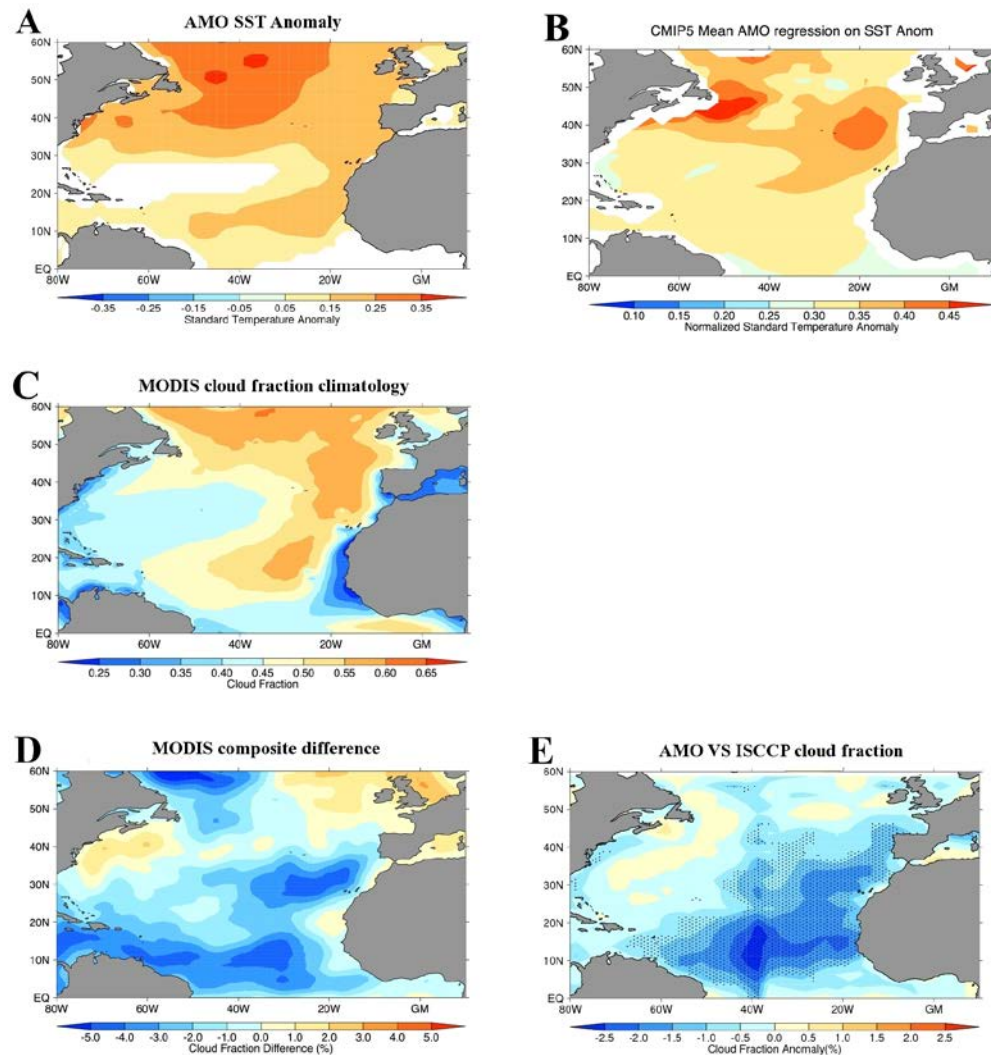 A
AMO SST Anomaly
60N
50N
40N
30N
20N
10N
EQ
80W 60W 40W 20W GM
-0.35 -0.25 -0.15 -0.05 0.05 0.15 0.25 0.35
Standard Temperature Anomaly
B
CMIP5 Mean AMO regression on SST Anom
60N
50N
40N
30N
20N
10N
EQ
80W 60W 40W 20W GM
0.10 0.15 0.20 0.25 0.30 0.35 0.40 0.45
Normalized Standard Temperature Anomaly
C
MODIS cloud fraction climatology
60N
50N
40N
30N
20N
10N
EQ
80W 60W 40W 20W GM
0.25 0.30 0.35 0.40 0.45 0.50 0.55 0.60 0.65
Cloud Fraction
D
MODIS composite difference
60N
50N
40N
30N
20N
10N
EQ
80W 60W 40W 20W GM
-5.0 -4.0 -3.0 -2.0 -1.0 0.0 1.0 2.0 3.0 4.0 5.0
Cloud Fraction Difference (%)
E
AMO VS ISCCP cloud fraction
60N
50N
40N
30N
20N
10N
EQ
80W 60W 40W 20W GM
-2.5 -2.0 -1.5 -1.0 -0.5 0.0 0.5 1.0 1.5 2.0 2.5
Cloud Fraction Anomaly(%)